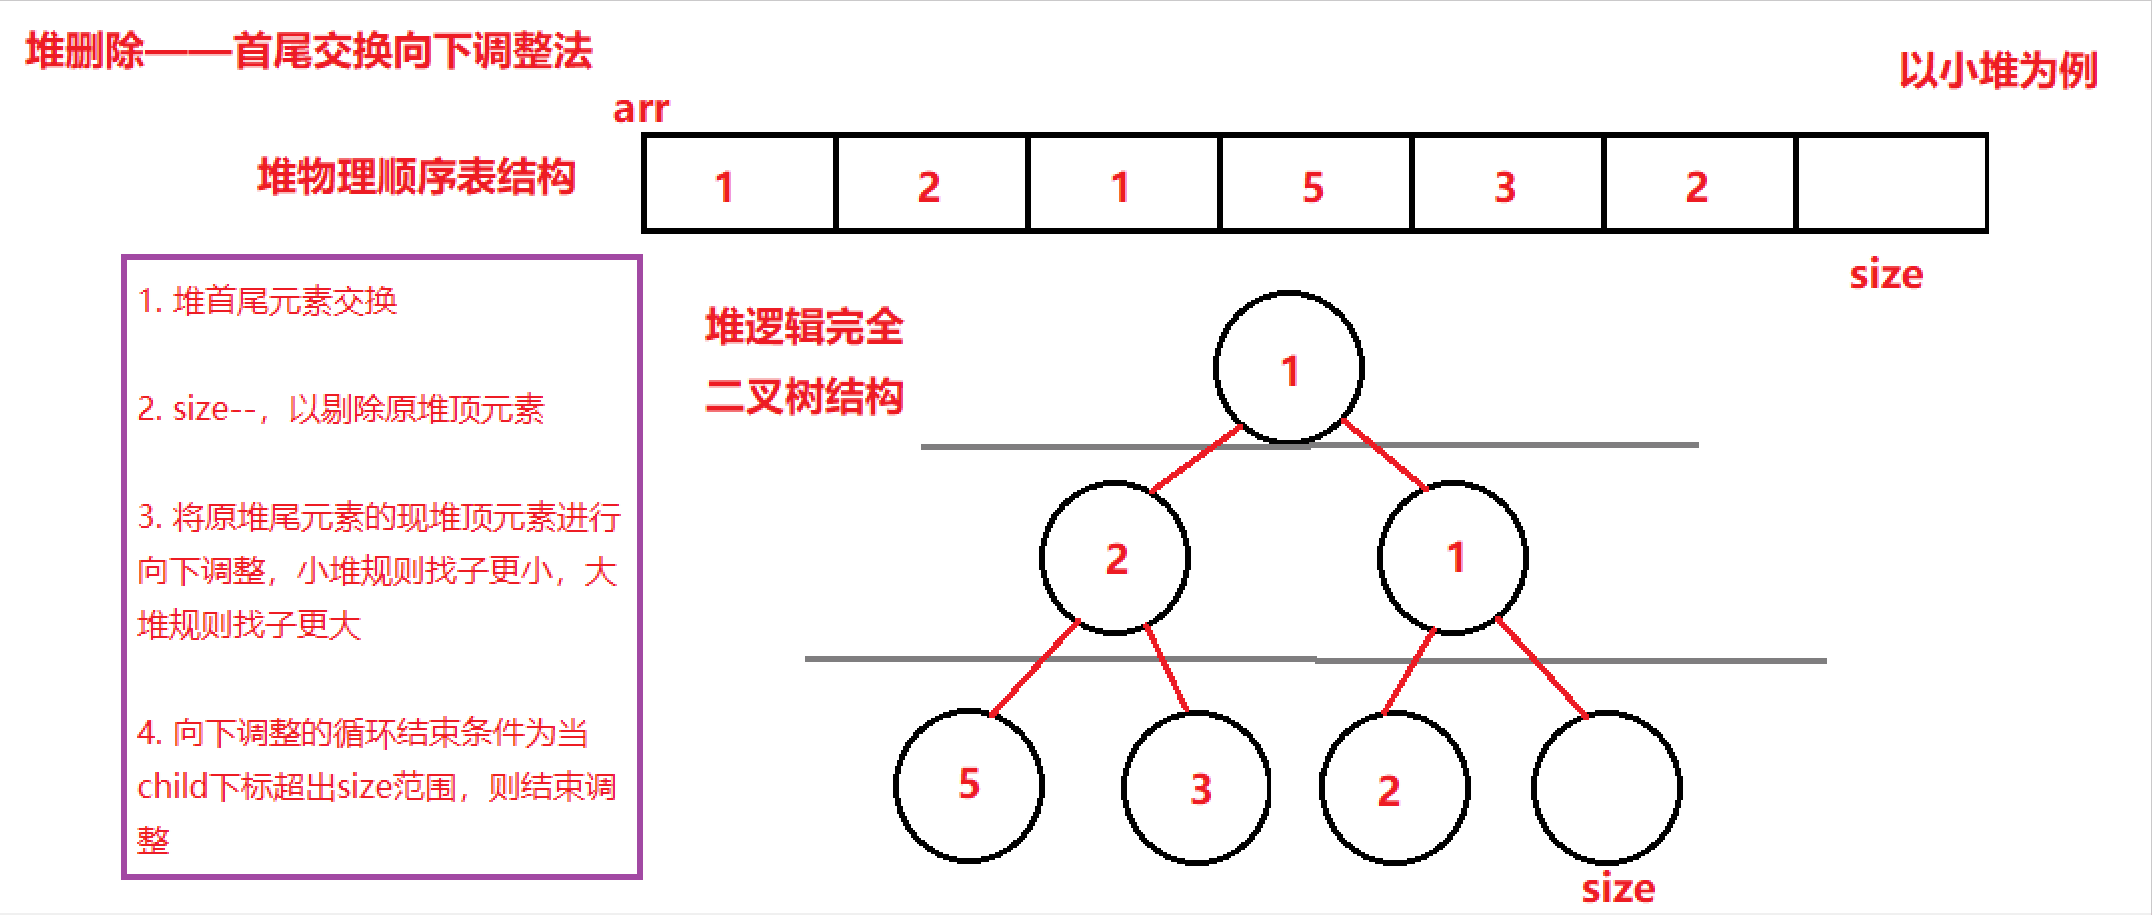 堆删除——首尾交换向下调整法
以小堆为例
arr
堆物理顺序表结构
1 2 1 5 3 2
size
1. 堆首尾元素交换
2. size--，以剔除原堆顶元素
3. 将原堆尾元素的现堆顶元素进行
向下调整，小堆规则找子更小，大
堆规则找子更大
4. 向下调整的循环结束条件为当
child下标超出size范围，则结束调
整
堆逻辑完全
二叉树结构
1
2 1
5 3 2
size